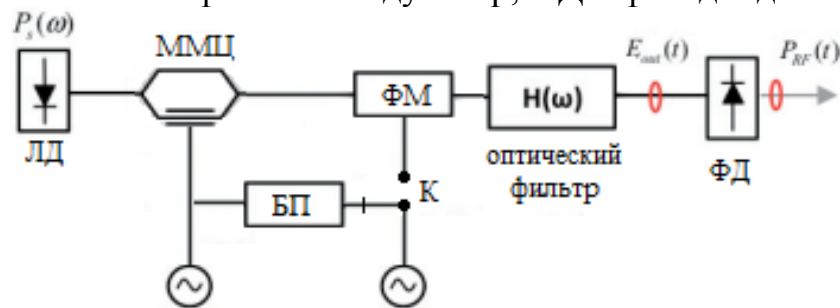 P_s(ω)
ММЦ
E_out(t)
P_RF(t)
ФМ
H(ω)
ЛД
оптический
фильтр
ФД
БП
К